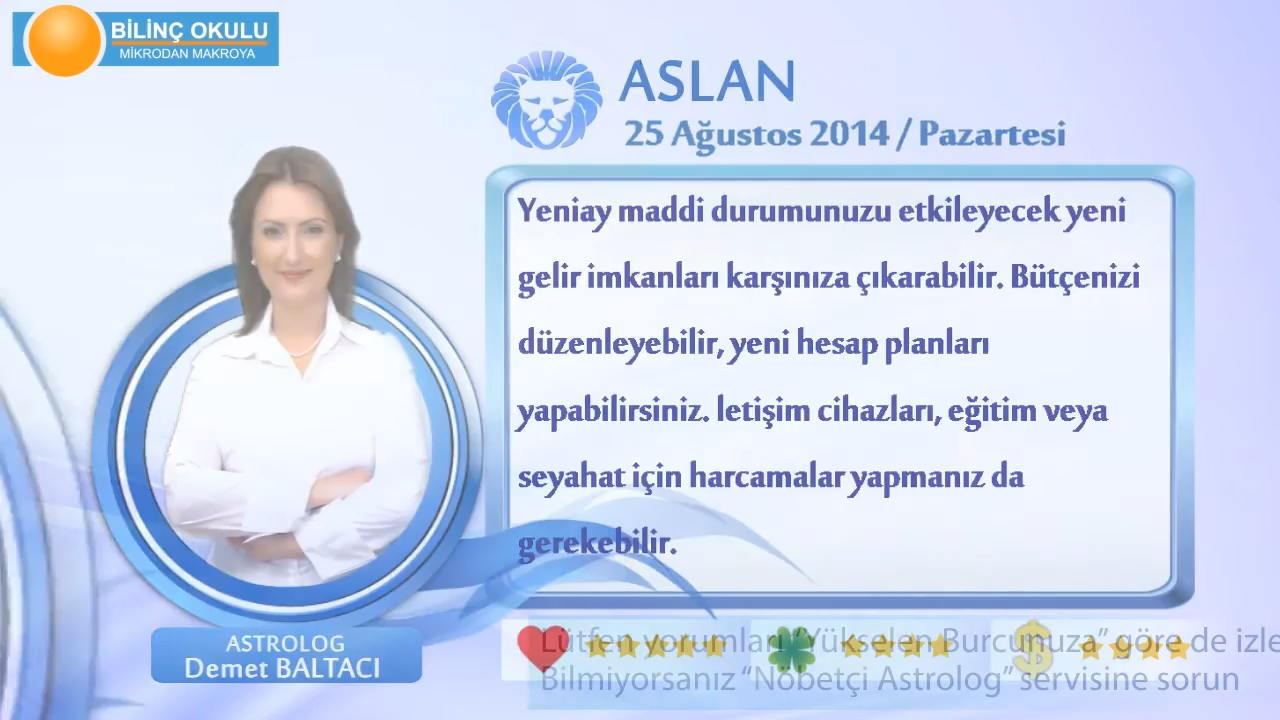 BİLİNÇ OKULU
MİKRODAN MAKROYA
ASLAN
25 Ağustos 2014 / Pazartesi
Yeniay maddi durumunuzu etkileyecek yeni
gelir imkanları karşınıza çıkarabilir. Bütçenizi
düzenleyebilir, yeni hesap planları
yapabilirsiniz. letişim cihazları, eğitim veya
seyahat için harcamalar yapmanız da
gerekebilir.
ASTROLOG
Demet BALTACI
Lütfen yorumları "Yükselen Burcunuza" göre de izle
Bilmiyorsanız "Nöbetçi Astrolog" servisine sorun